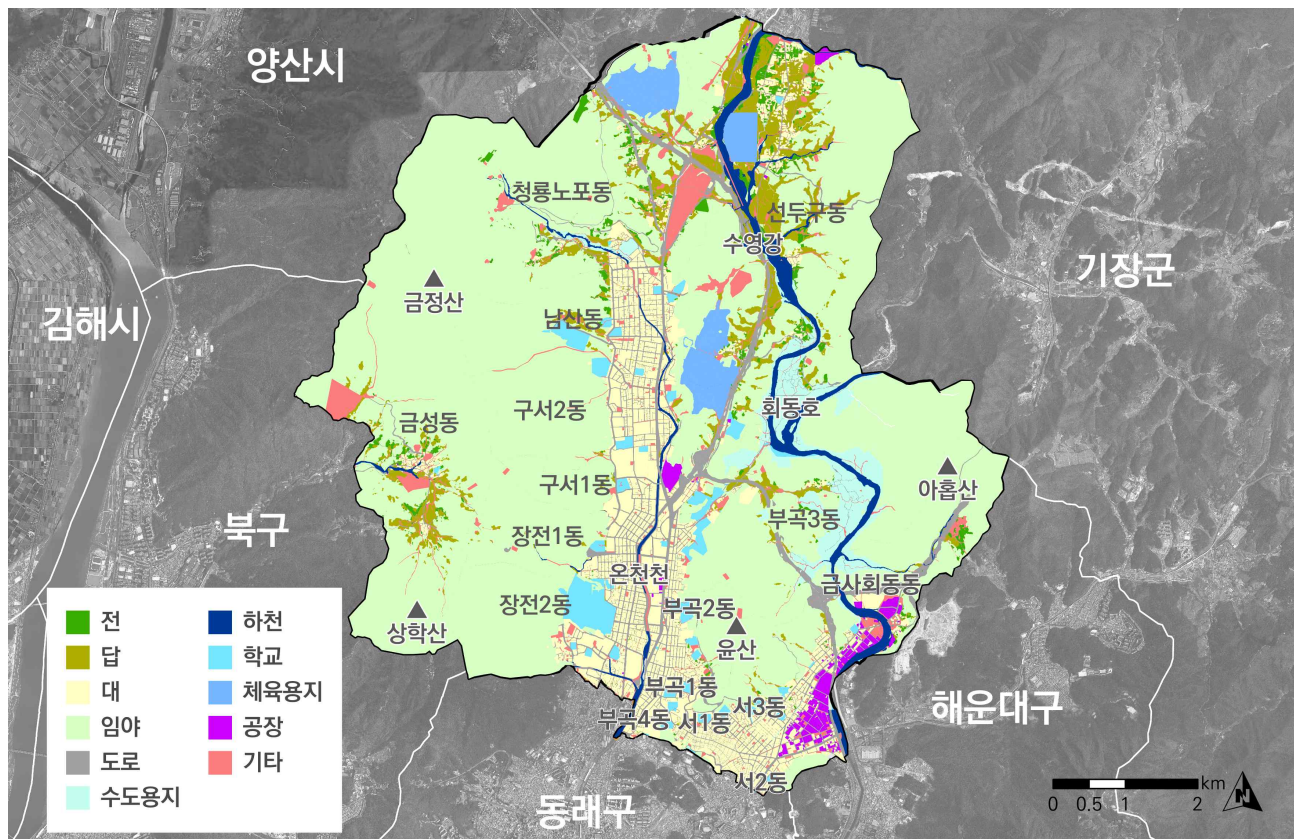 양산시
청룡노포동
선두구동
수영강
기장군
금정산
김해시
남산동
회동호
구서2동
금성동
아홉산
구서1동
부곡3동
북구
장전1동
온천천
금사회동동
장전2동
부곡2동
상학산
윤산
부곡1동
서3동
해운대구
부곡4동
서1동
서2동
동래구
전
답
대
임야
도로
수도용지
하천
학교
체육용지
공장
기타
km
0 0.5 1 2
N